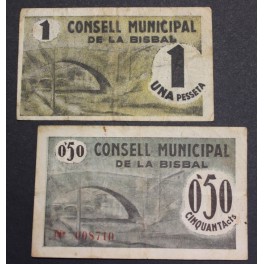 1
CONSELL MUNICIPAL
DE LA BISBAL
1
UNA PESSETA
0'50
CONSELL MUNICIPAL
DE LA BISBAL
0'50
CINQUANTA cts
008710